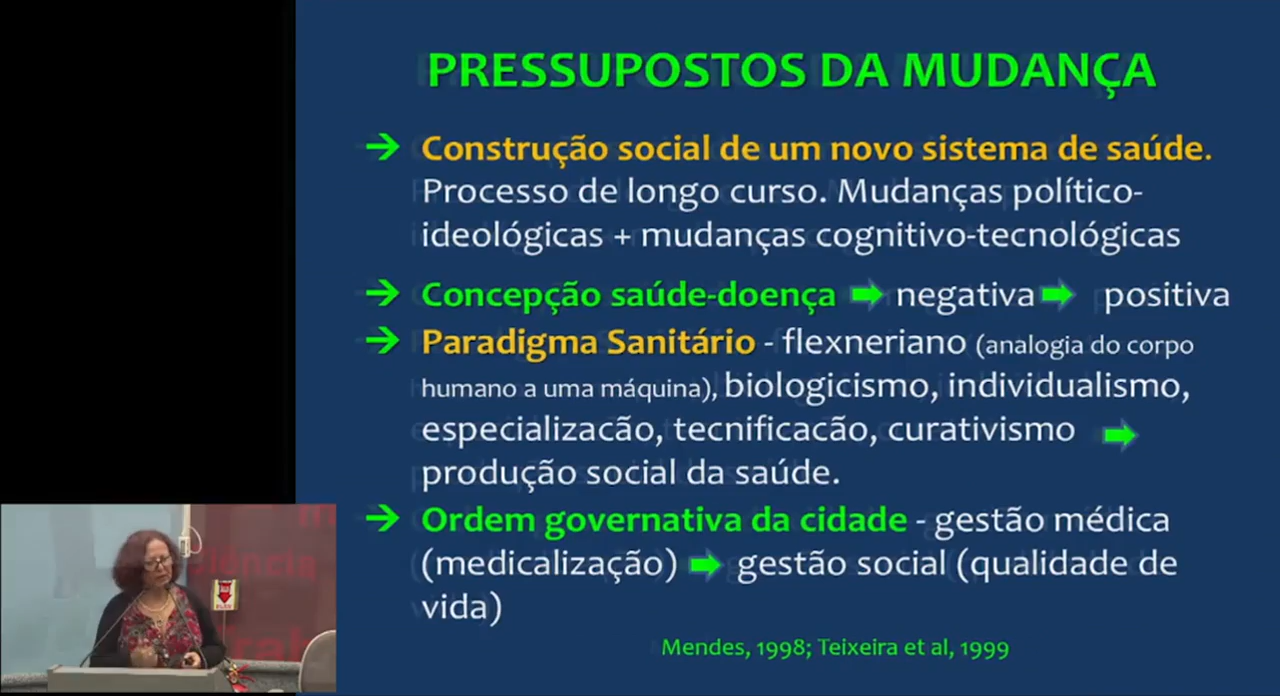 PRESSUPOSTOS DA MUDANÇA
→ Construção social de um novo sistema de saúde.
Processo de longo curso. Mudanças político-
ideológicas + mudanças cognitivo-tecnológicas
→ Concepção saúde-doença ➡ negativa ➡ positiva
→ Paradigma Sanitário - flexneriano (analogia do corpo
humano a uma máquina), biologicismo, individualismo,
especializacão, tecnificacão, curativismo ➡
produção social da saúde.
→ Ordem governativa da cidade - gestão médica
(medicalização) ➡ gestão social (qualidade de
vida)
Mendes, 1998; Teixeira et al, 1999